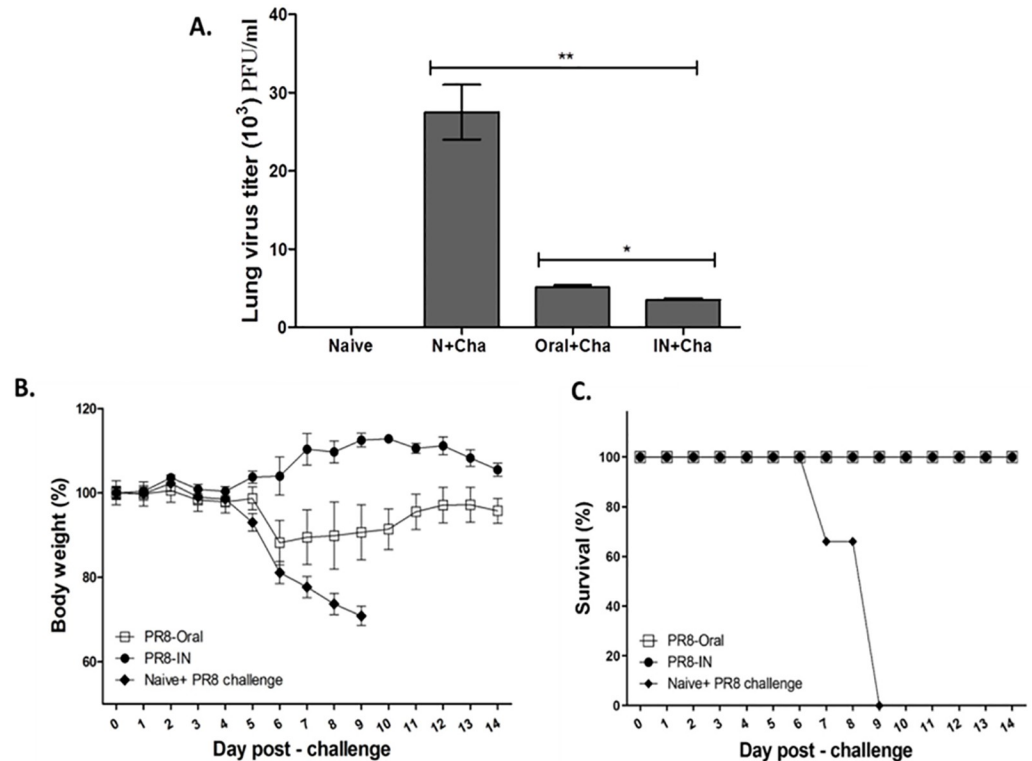 A.
Lung virus titer (10³) PFU/ml
40
30
20
10
0
**
*
Naive N+Cha Oral+Cha IN+Cha
B.
Body weight (%)
120
100
80
60
PR8-Oral
PR8-IN
Naive+ PR8 challenge
0 1 2 3 4 5 6 7 8 9 10 11 12 13 14
Day post - challenge
C.
Survival (%)
100
80
60
40
20
0
PR8-Oral
PR8-IN
Naive+ PR8 challenge
0 1 2 3 4 5 6 7 8 9 10 11 12 13 14
Day post - challenge